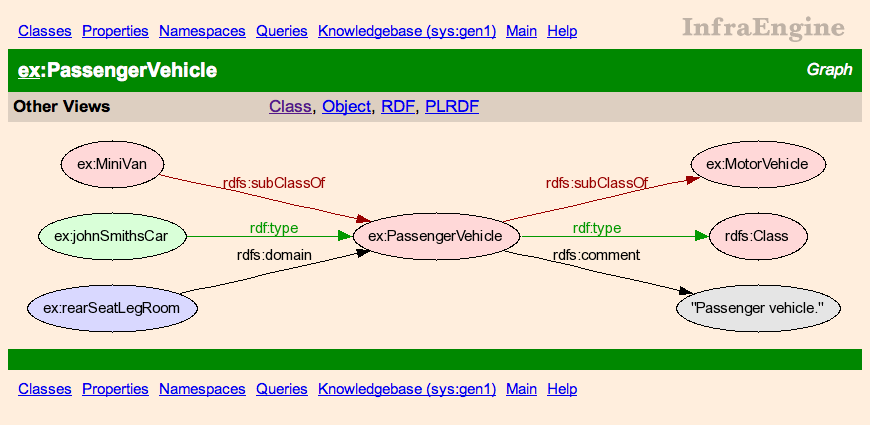 Classes Properties Namespaces Queries Knowledgebase (sys:gen1) Main Help InfraEngine
ex:PassengerVehicle Graph
Other Views Class, Object, RDF, PLRDF
ex:MiniVan ex:MotorVehicle
rdfs:subClassOf rdfs:subClassOf
ex:johnSmithsCar rdf:type ex:PassengerVehicle rdf:type rdfs:Class
rdfs:domain rdfs:comment
ex:rearSeatLegRoom "Passenger vehicle."
Classes Properties Namespaces Queries Knowledgebase (sys:gen1) Main Help